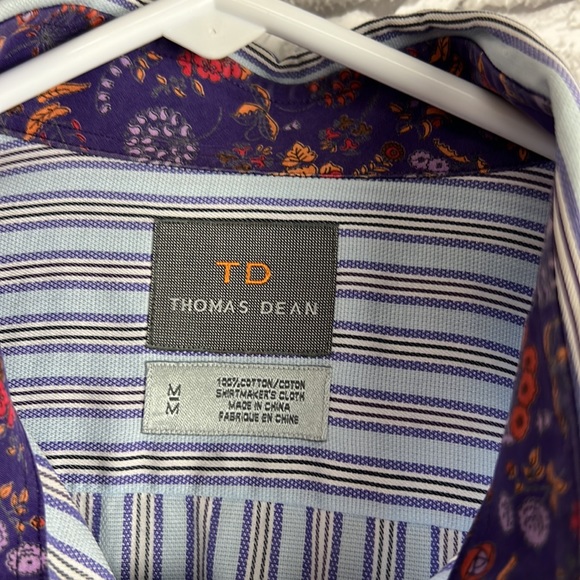 TD
THOMAS DEAN
M
M
100% COTTON/COTON
SHIRTMAKER'S CLOTH
MADE IN CHINA
FABRIQUE EN CHINE